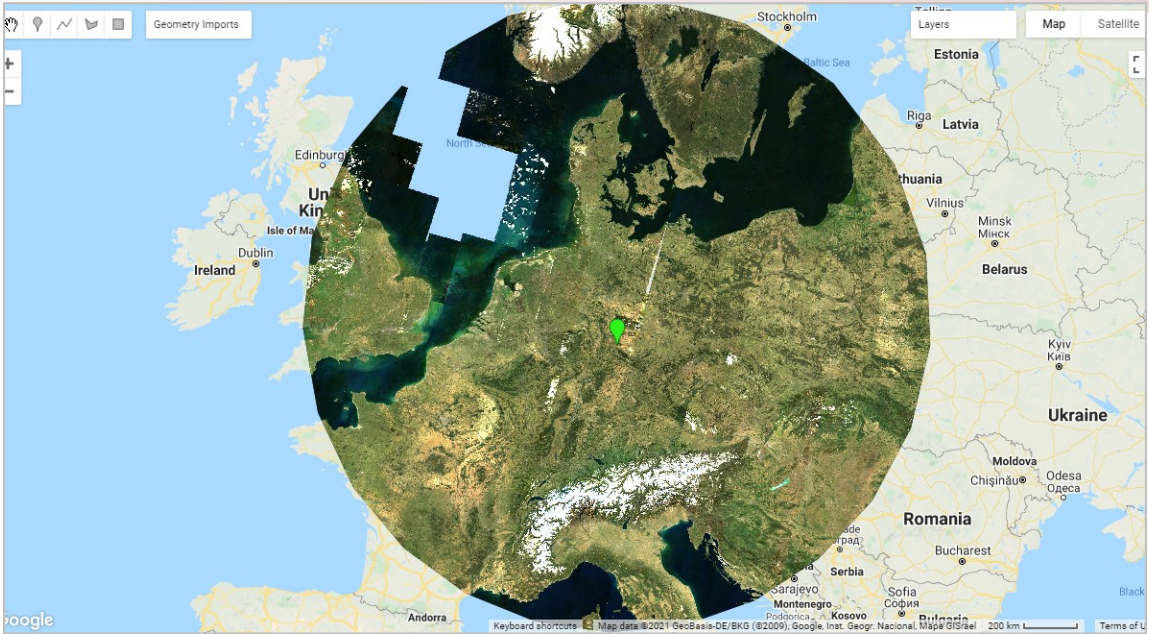 Geometry Imports
Layers
Map
Satellite
Stockholm
Tallinn
Estonia
Baltic Sea
Riga
Latvia
North Se
Edinburg
thuania
Uni
Kin
Vilnius
Minsk
Мінск
Isle of Ma
Dublin
Ireland
Belarus
Kyiv
Київ
Ukraine
Moldova
Chișinău
Odesa
Одеса
Romania
Bucharest
Serbia
Sarajevo
Sofia
София
Montenegro
Podgorica
Kosovo
Bulgaria
Andorra
Black
Google
Keyboard shortcuts
Map data ©2021 GeoBasis-DE/BKG (©2009), Google, Inst. Geogr. Nacional, Mapa GISrael
200 km
Terms of U